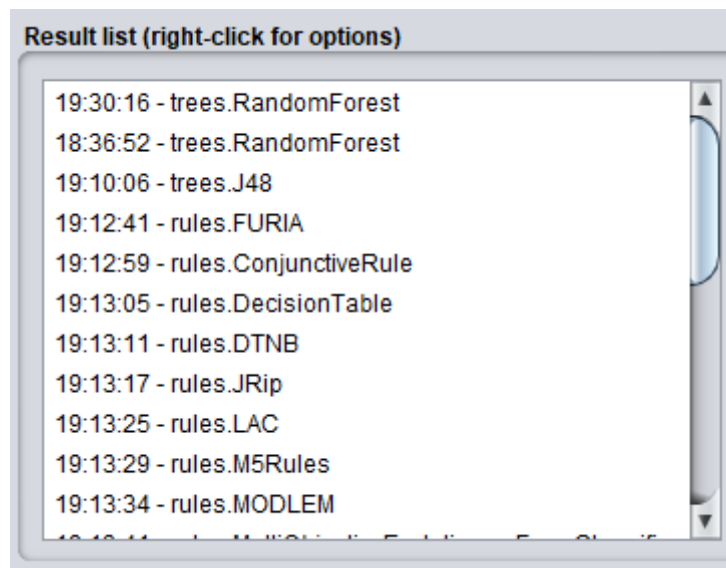 Result list (right-click for options)
19:30:16 - trees.RandomForest
18:36:52 - trees.RandomForest
19:10:06 - trees.J48
19:12:41 - rules.FURIA
19:12:59 - rules.ConjunctiveRule
19:13:05 - rules.DecisionTable
19:13:11 - rules.DTNB
19:13:17 - rules.JRip
19:13:25 - rules.LAC
19:13:29 - rules.M5Rules
19:13:34 - rules.MODLEM